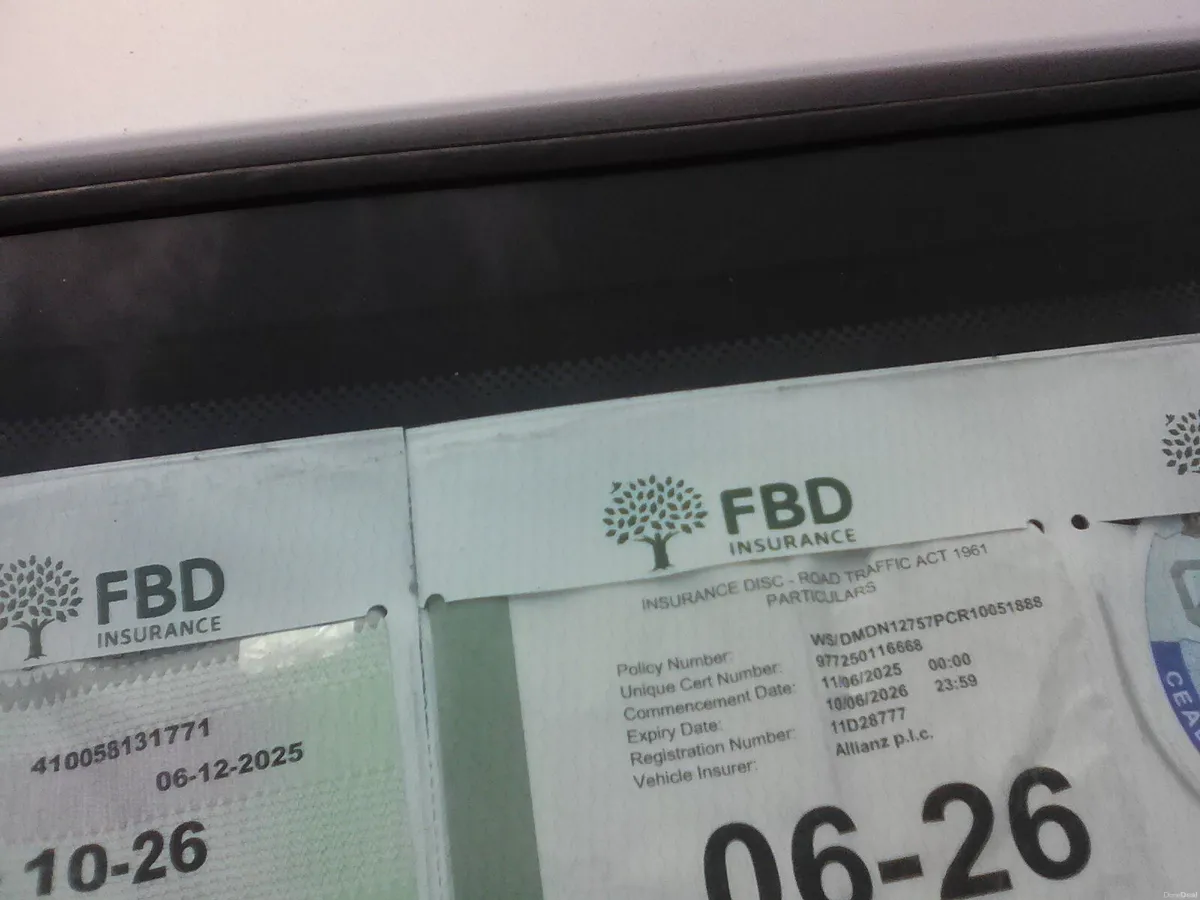 FBD
INSURANCE
410058131771
06-12-2025
10-26
FBD
INSURANCE
INSURANCE DISC - ROAD TRAFFIC ACT 1961
PARTICULARS
Policy Number: WS/DMDN12757PCR10051888
Unique Cert Number: 977250116668
Commencement Date: 11/06/2025 00:00
Expiry Date: 10/06/2026 23:59
Registration Number: 11D28777
Vehicle Insurer: Allianz p.l.c.
06-26